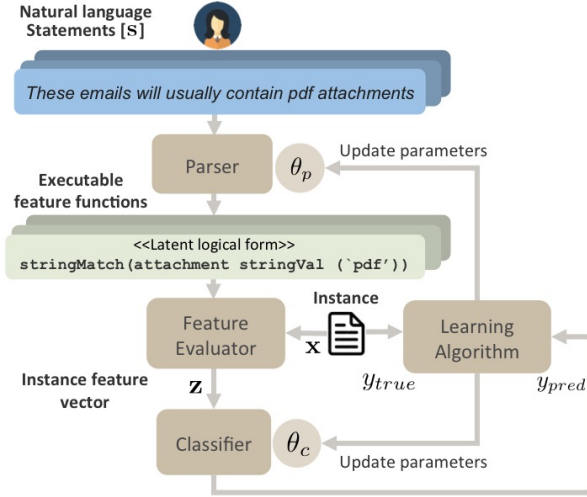 Natural language
Statements [s]
These emails will usually contain pdf attachments
Parser
θp
Update parameters
Executable
feature functions
<<Latent logical form>>
stringMatch(attachment stringVal (`pdf'))
Instance
Feature
Evaluator
x
Learning
Algorithm
Instance feature
vector
z
ytrue
ypred
Classifier
θc
Update parameters